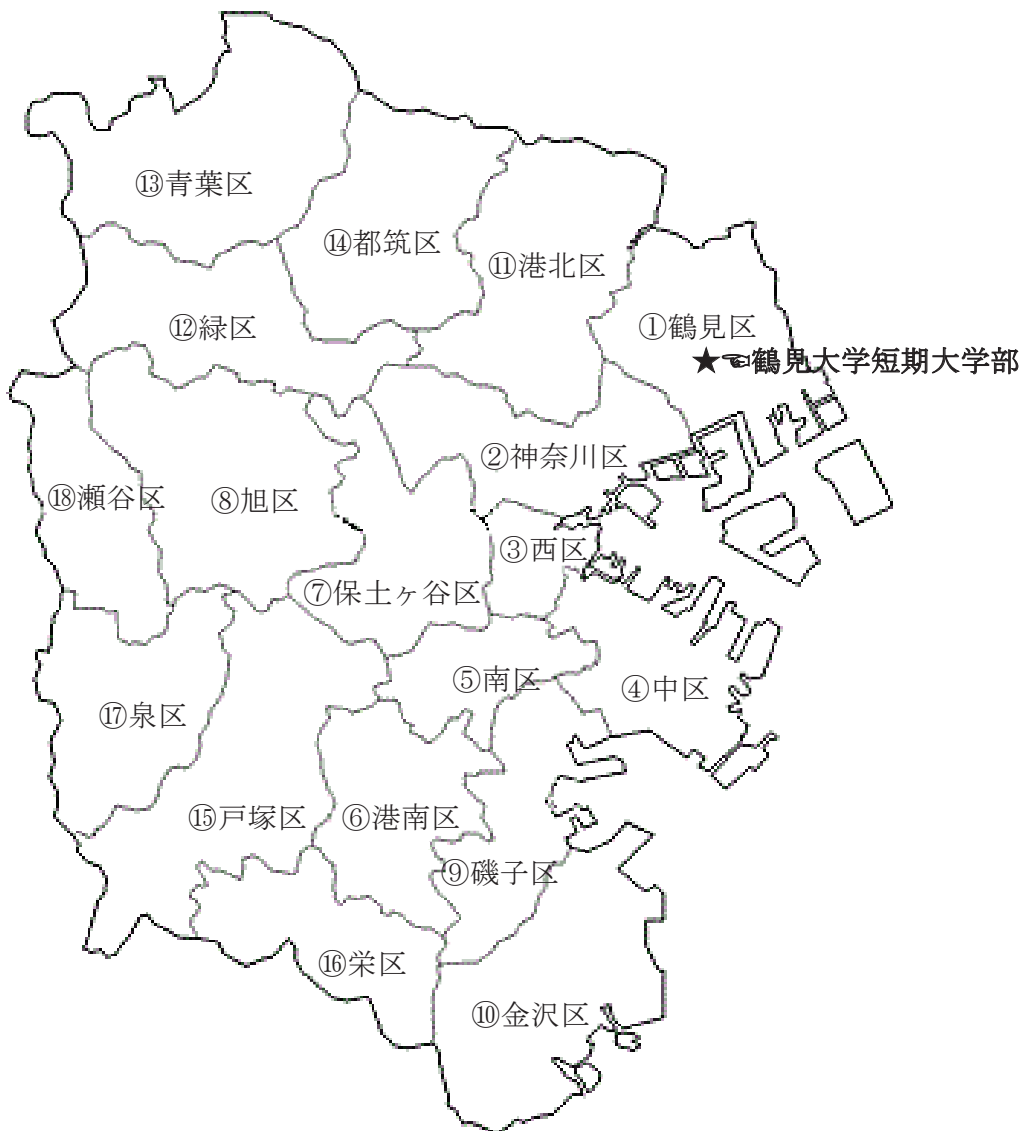 ⑬青葉区
⑭都筑区
⑪港北区
⑫緑区
①鶴見区
★☜鶴見大学短期大学部
②神奈川区
⑱瀬谷区
⑧旭区
③西区
⑦保土ヶ谷区
⑤南区
④中区
⑰泉区
⑮戸塚区
⑥港南区
⑨磯子区
⑯栄区
⑩金沢区